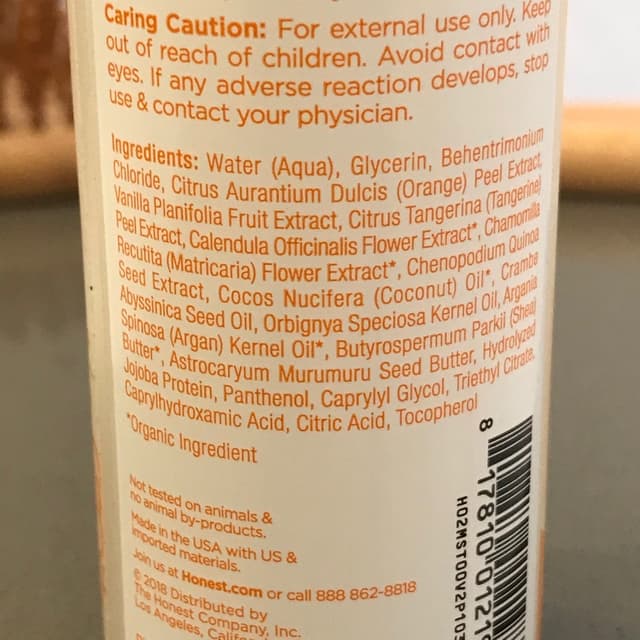 Caring Caution: For external use only. Keep
out of reach of children. Avoid contact with
eyes. If any adverse reaction develops, stop
use & contact your physician.
Ingredients: Water (Aqua), Glycerin, Behentrimonium
Chloride, Citrus Aurantium Dulcis (Orange) Peel Extract,
Vanilla Planifolia Fruit Extract, Citrus Tangerina (Tangerine)
Peel Extract, Calendula Officinalis Flower Extract*, Chamomilla
Recutita (Matricaria) Flower Extract*, Chenopodium Quinoa
Seed Extract, Cocos Nucifera (Coconut) Oil*, Crambe
Abyssinica Seed Oil, Orbignya Speciosa Kernel Oil, Argania
Spinosa (Argan) Kernel Oil*, Butyrospermum Parkii (Shea)
Butter*, Astrocaryum Murumuru Seed Butter, Hydrolyzed
Jojoba Protein, Panthenol, Caprylyl Glycol, Triethyl Citrate,
Caprylhydroxamic Acid, Citric Acid, Tocopherol
*Organic Ingredient
Not tested on animals &
no animal by-products.
Made in the USA with US &
imported materials.
Join us at Honest.com or call 888 862-8818
© 2018 Distributed by
The Honest Company, Inc.
Los Angeles,
8 17810 0121